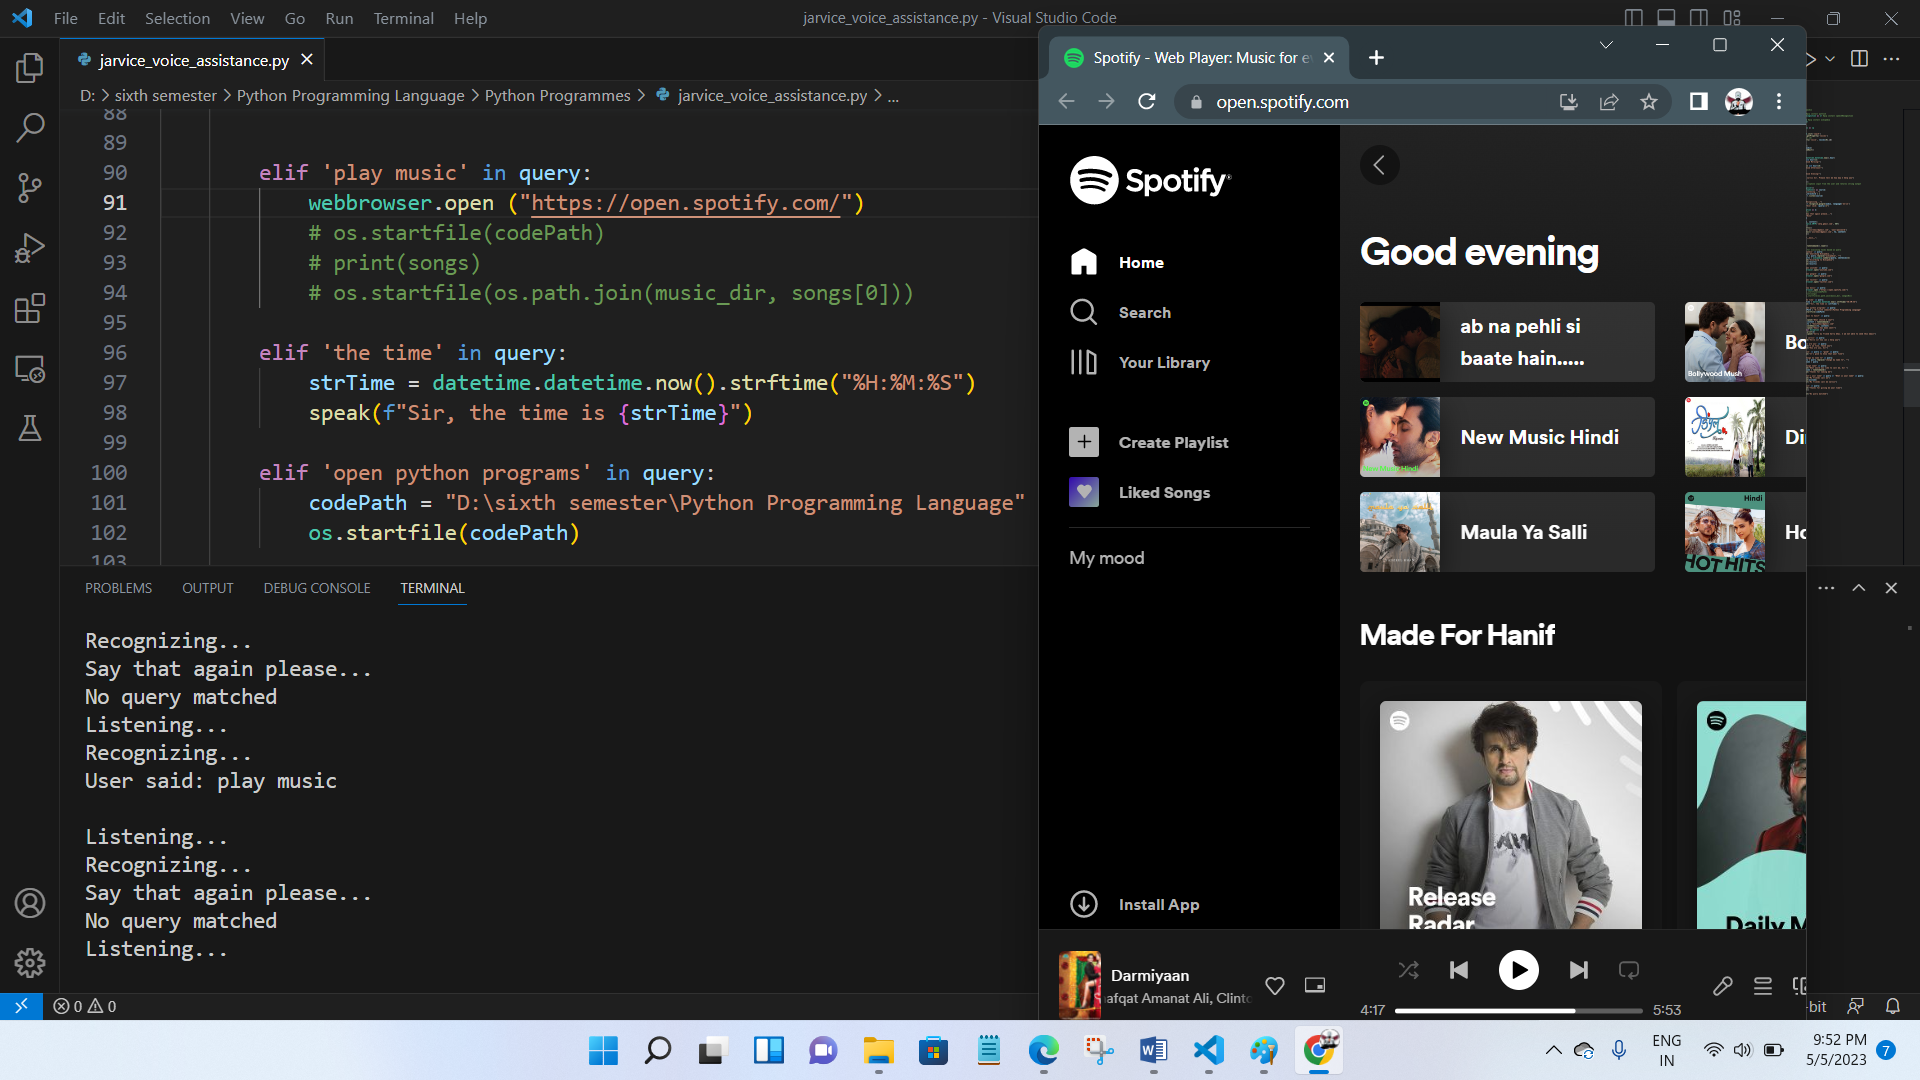 File Edit Selection View Go Run Terminal Help
jarvice_voice_assistance.py - Visual Studio Code
jarvice_voice_assistance.py
D: > sixth semester > Python Programming Language > Python Programmes > jarvice_voice_assistance.py > ...
88
89
90 elif 'play music' in query:
91 webbrowser.open ("https://open.spotify.com/")
92 # os.startfile(codePath)
93 # print(songs)
94 # os.startfile(os.path.join(music_dir, songs[0]))
95
96 elif 'the time' in query:
97 strTime = datetime.datetime.now().strftime("%H:%M:%S")
98 speak(f"Sir, the time is {strTime}")
99
100 elif 'open python programs' in query:
101 codePath = "D:\sixth semester\Python Programming Language"
102 os.startfile(codePath)
103
PROBLEMS OUTPUT DEBUG CONSOLE TERMINAL
Recognizing...
Say that again please...
No query matched
Listening...
Recognizing...
User said: play music
Listening...
Recognizing...
Say that again please...
No query matched
Listening...
0 0
Spotify - Web Player: Music for e
open.spotify.com
Spotify
Home
Search
Your Library
Create Playlist
Liked Songs
My mood
Install App
Good evening
ab na pehli si
baate hain.....
Bollywood Mush
Bo
New Music Hindi
Di
Maula Ya Salli
Hindi
HOT HITS
Ho
Made For Hanif
Release
Radar
Daily M
Darmiyaan
afqat Amanat Ali, Clinto
4:17
5:53
-bit
ENG
IN
9:52 PM
5/5/2023
7